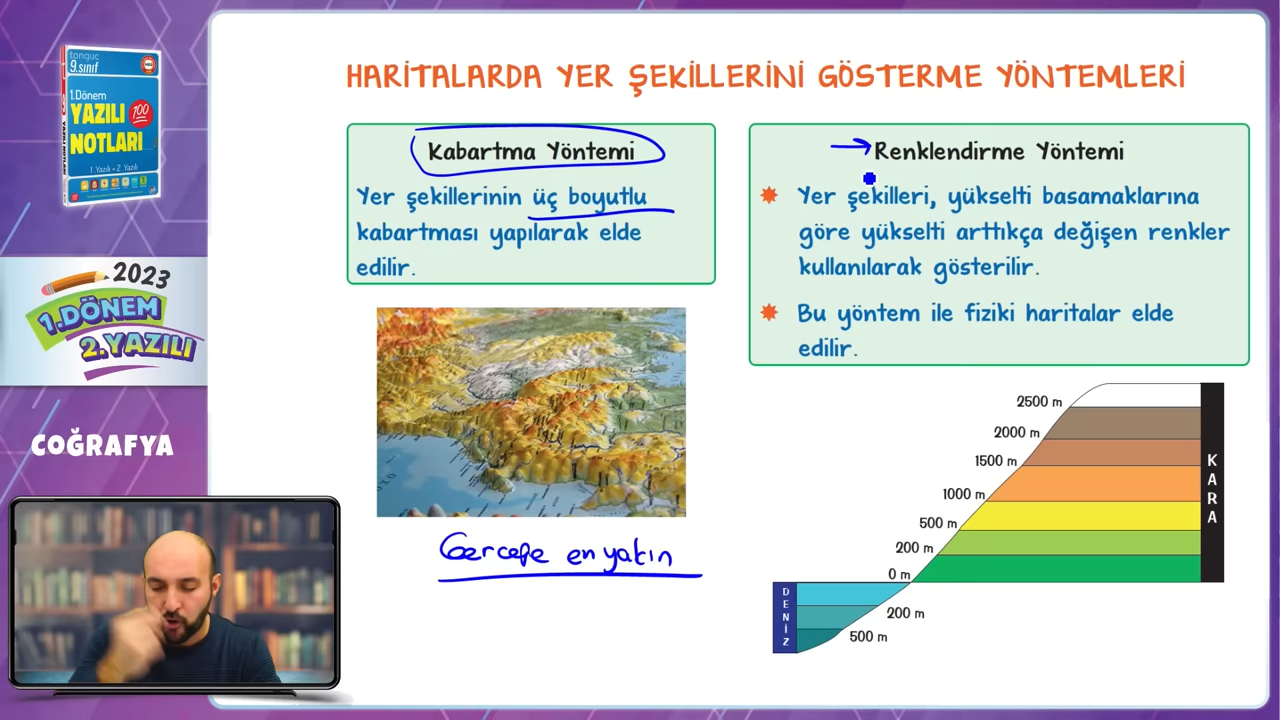 tonguç
9.sınıf
1.Dönem
YAZILI
100
NOTLARI
1.Yazılı • 2.Yazılı
YAZILI NOTLARI
2023
1.DÖNEM
2.YAZILI
COĞRAFYA
HARİTALARDA YER ŞEKİLLERİNİ GÖSTERME YÖNTEMLERİ
Kabartma Yöntemi
Yer şekillerinin üç boyutlu
kabartması yapılarak elde
edilir.
Gerceğe en yakın
Renklendirme Yöntemi
Yer şekilleri, yükselti basamaklarına
göre yükselti arttıkça değişen renkler
kullanılarak gösterilir.
Bu yöntem ile fiziki haritalar elde
edilir.
2500 m
2000 m
1500 m
1000 m
500 m
200 m
0 m
KARA
DENİZ
200 m
500 m